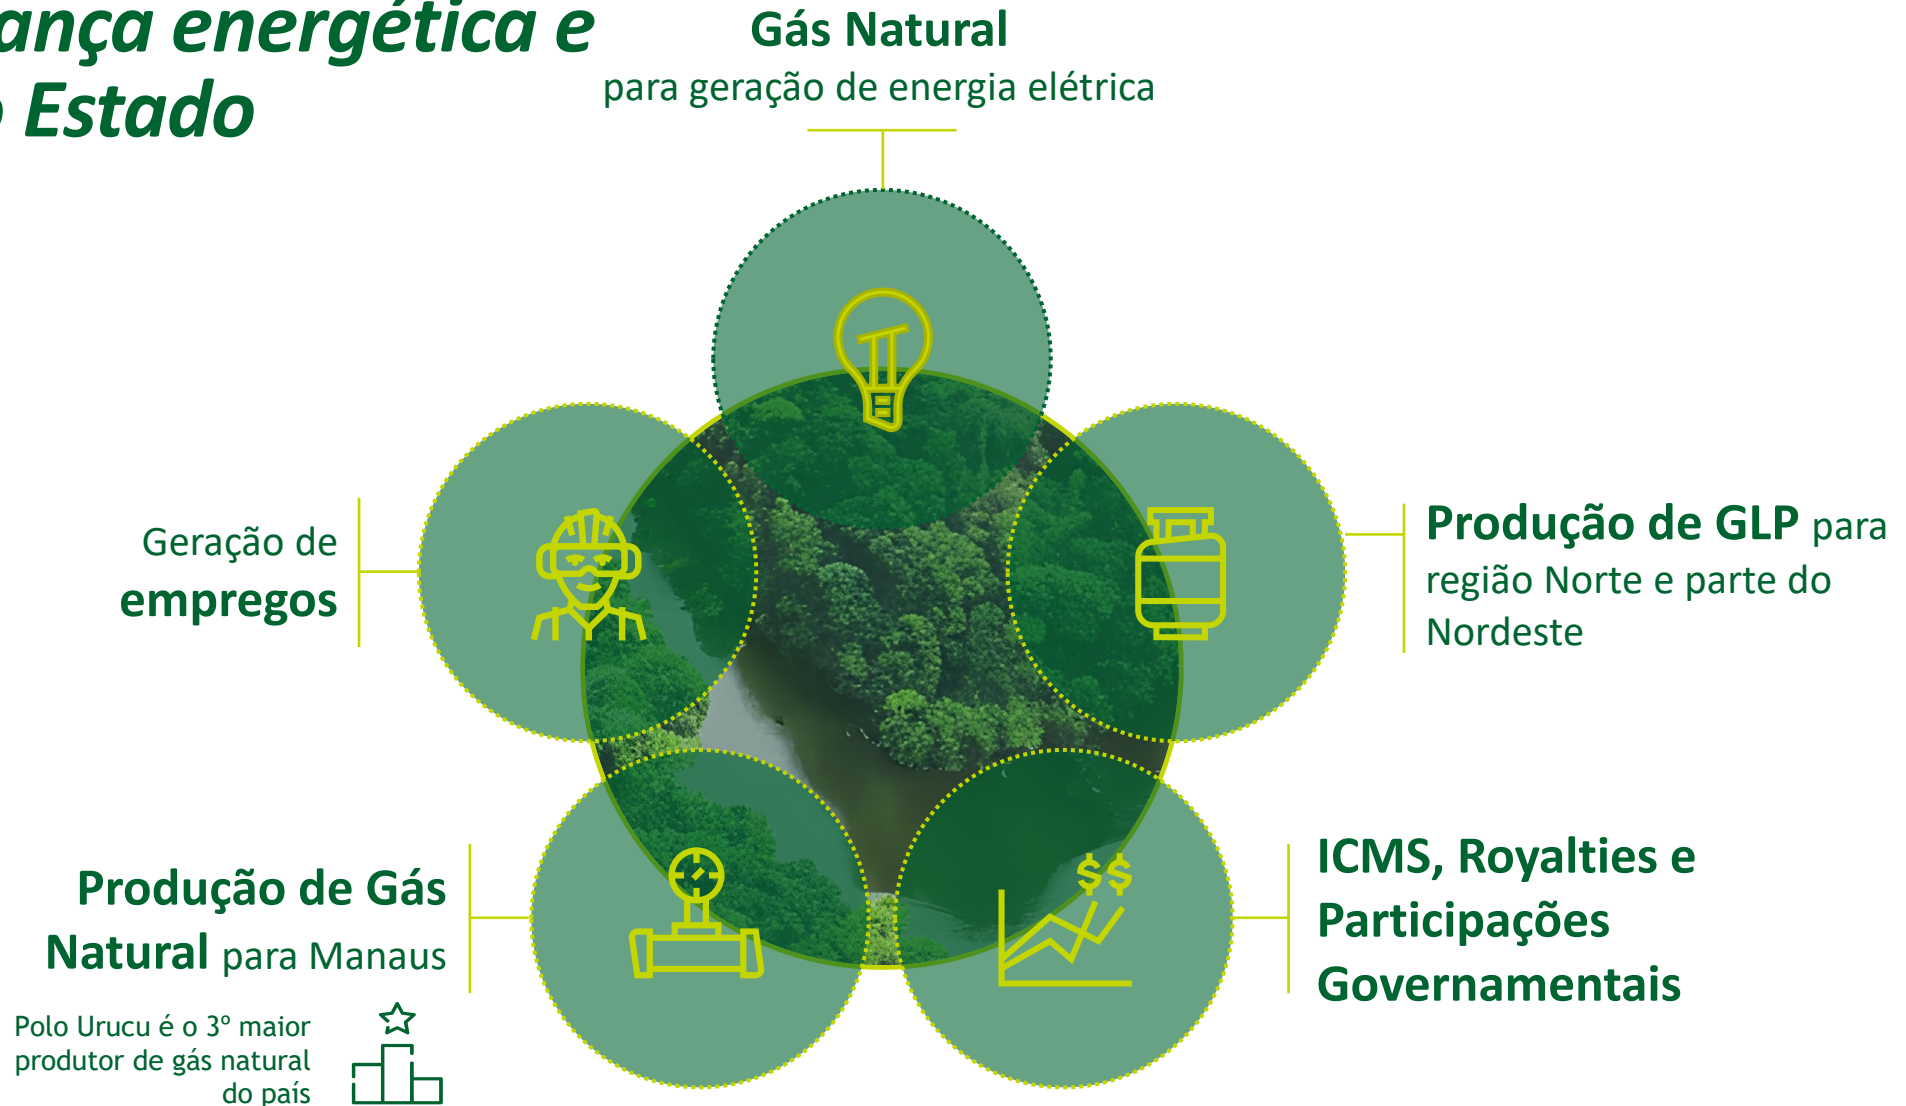 ança energética e
o Estado
Gás Natural
para geração de energia elétrica
Geração de
empregos
Produção de GLP para
região Norte e parte do
Nordeste
Produção de Gás
Natural para Manaus
Polo Urucu é o 3º maior
produtor de gás natural
do país
$$
ICMS, Royalties e
Participações
Governamentais